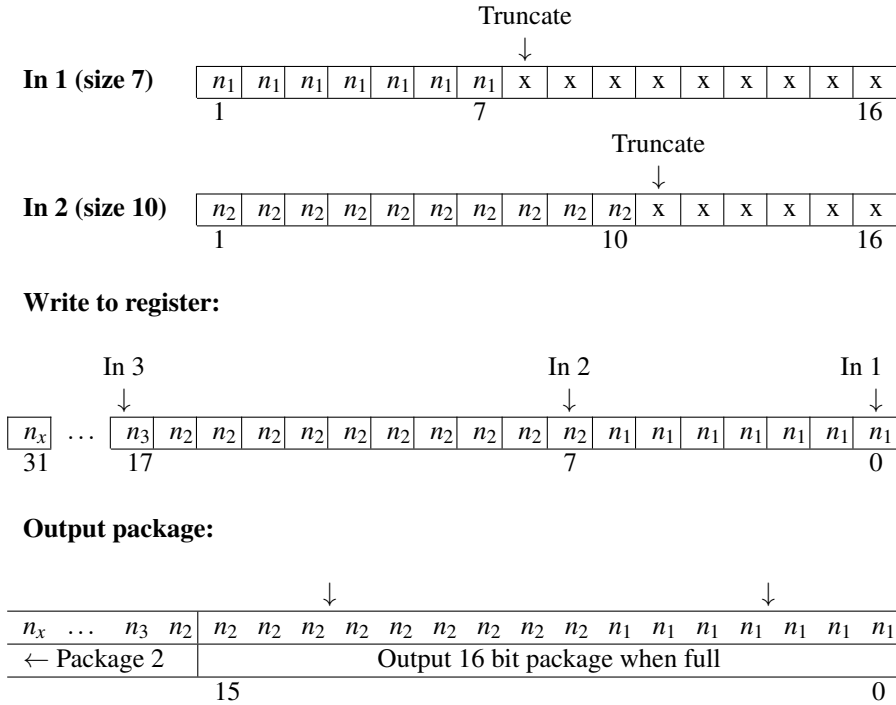 Truncate
↓
In 1 (size 7) n₁ n₁ n₁ n₁ n₁ n₁ n₁ x x x x x x x x x
1 7 16
Truncate
↓
In 2 (size 10) n₂ n₂ n₂ n₂ n₂ n₂ n₂ n₂ n₂ n₂ x x x x x x
1 10 16
Write to register:
In 3 In 2 In 1
↓ ↓ ↓
nₓ … n₃ n₂ n₂ n₂ n₂ n₂ n₂ n₂ n₂ n₂ n₂ n₁ n₁ n₁ n₁ n₁ n₁ n₁
31 17 7 0
Output package:
↓ ↓
nₓ … n₃ n₂ n₂ n₂ n₂ n₂ n₂ n₂ n₂ n₂ n₂ n₁ n₁ n₁ n₁ n₁ n₁ n₁
← Package 2 Output 16 bit package when full
15 0